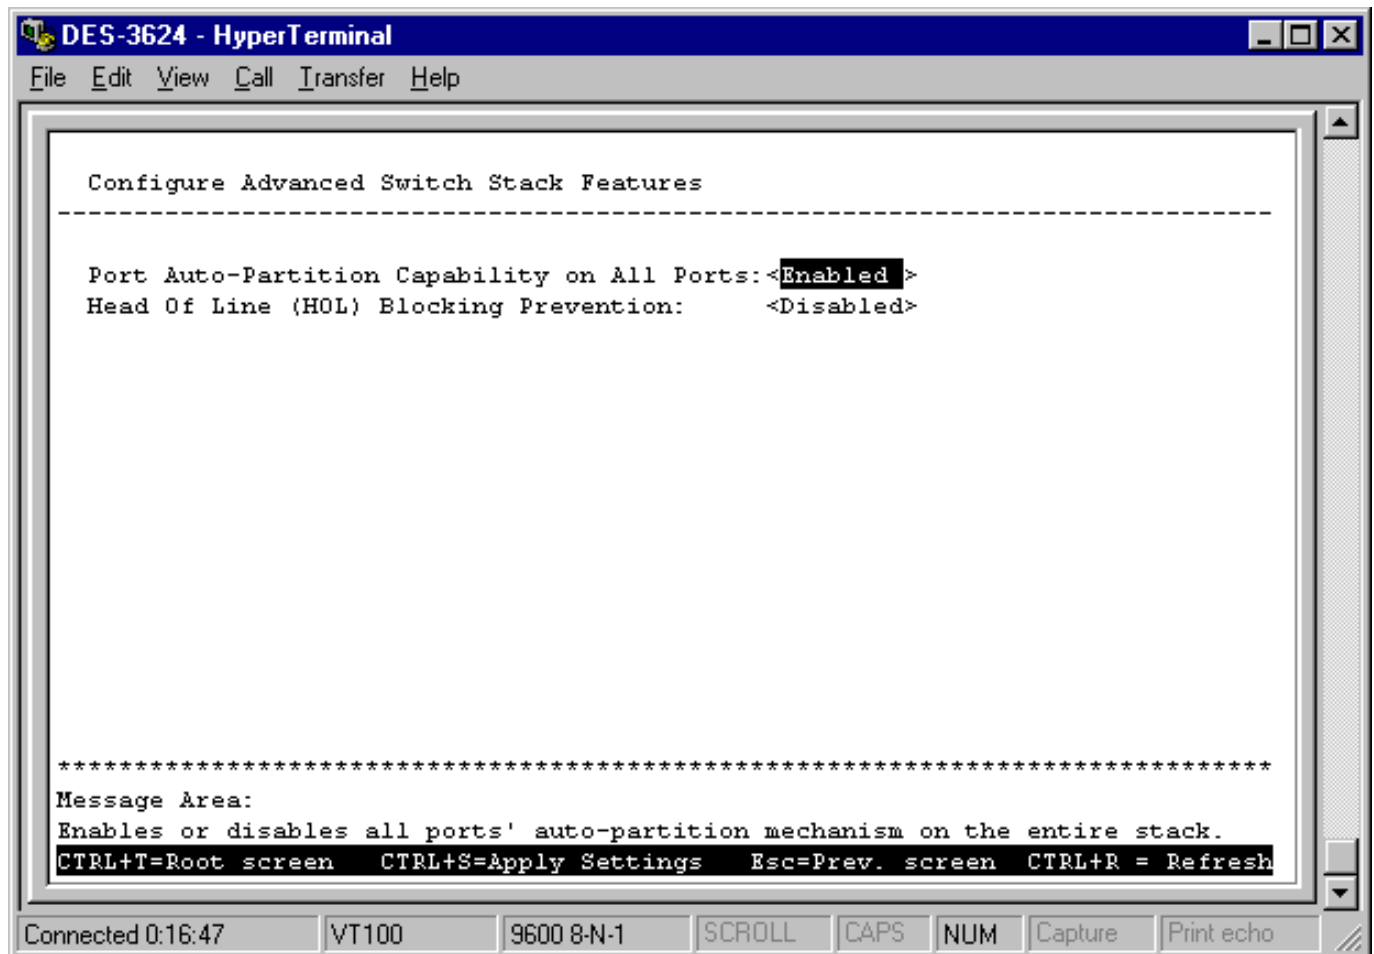 DES-3624 - HyperTerminal
File Edit View Call Transfer Help
Configure Advanced Switch Stack Features
-------------------------------------------------------------------------------
Port Auto-Partition Capability on All Ports:<Enabled >
Head Of Line (HOL) Blocking Prevention: <Disabled>
*******************************************************************************
Message Area:
Enables or disables all ports' auto-partition mechanism on the entire stack.
CTRL+T=Root screen CTRL+S=Apply Settings Esc=Prev. screen CTRL+R = Refresh
Connected 0:16:47 VT100 9600 8-N-1 SCROLL CAPS NUM Capture Print echo